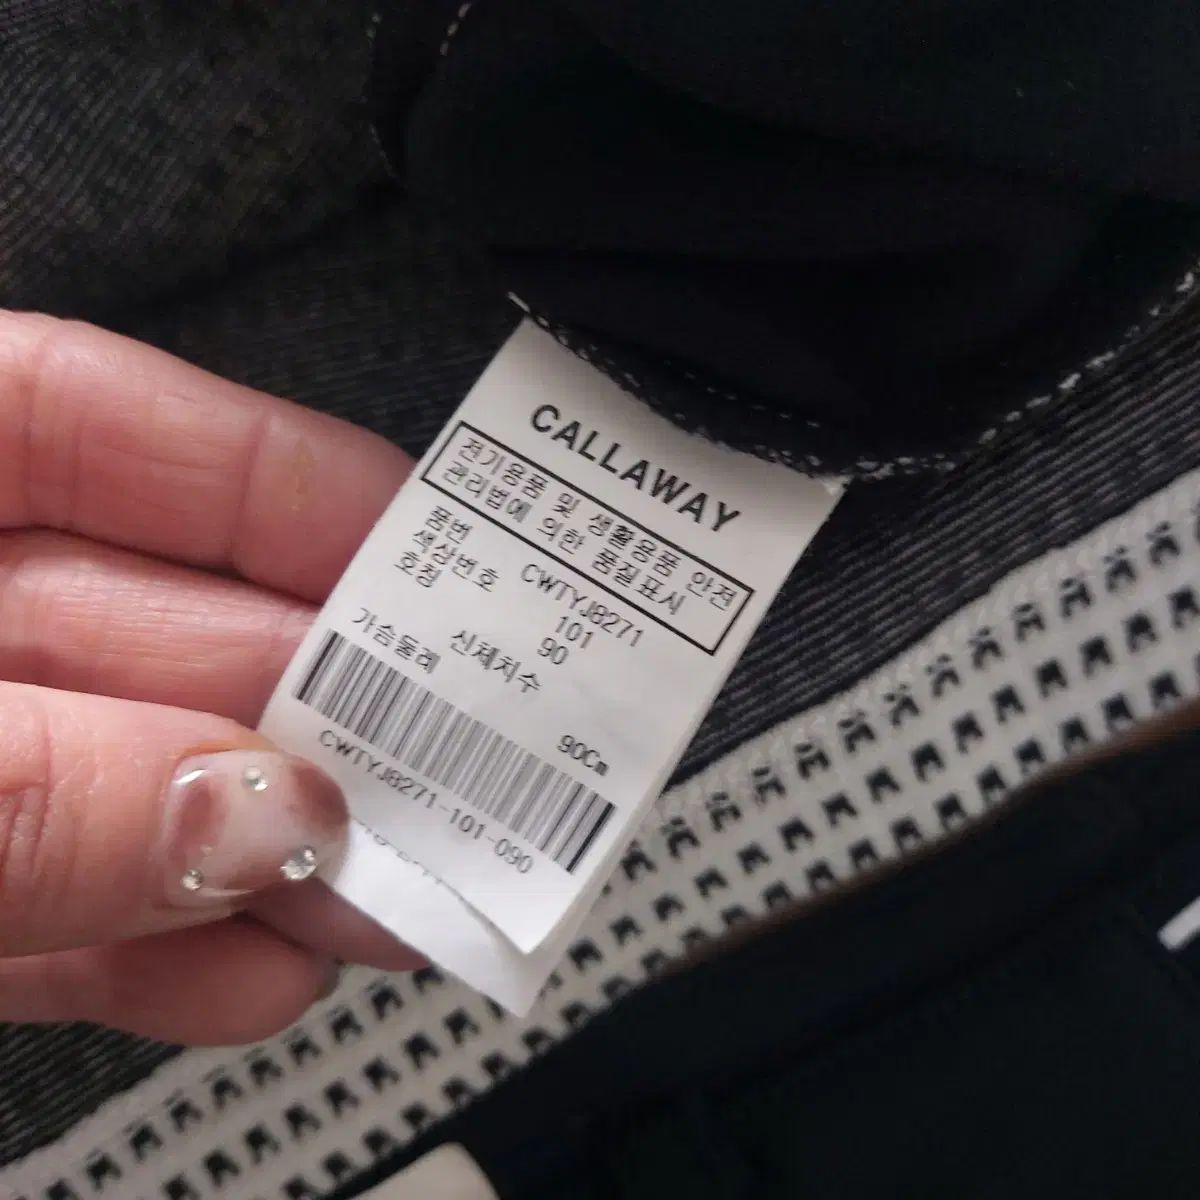 CALLAWAY
전기용품 및 생활용품 안전
관리법에 의한 품질표시
품번 CWTYJ8271
색상번호 101
호칭 90
신체치수
가슴둘레 90Cm
CWTYJ8271-101-090